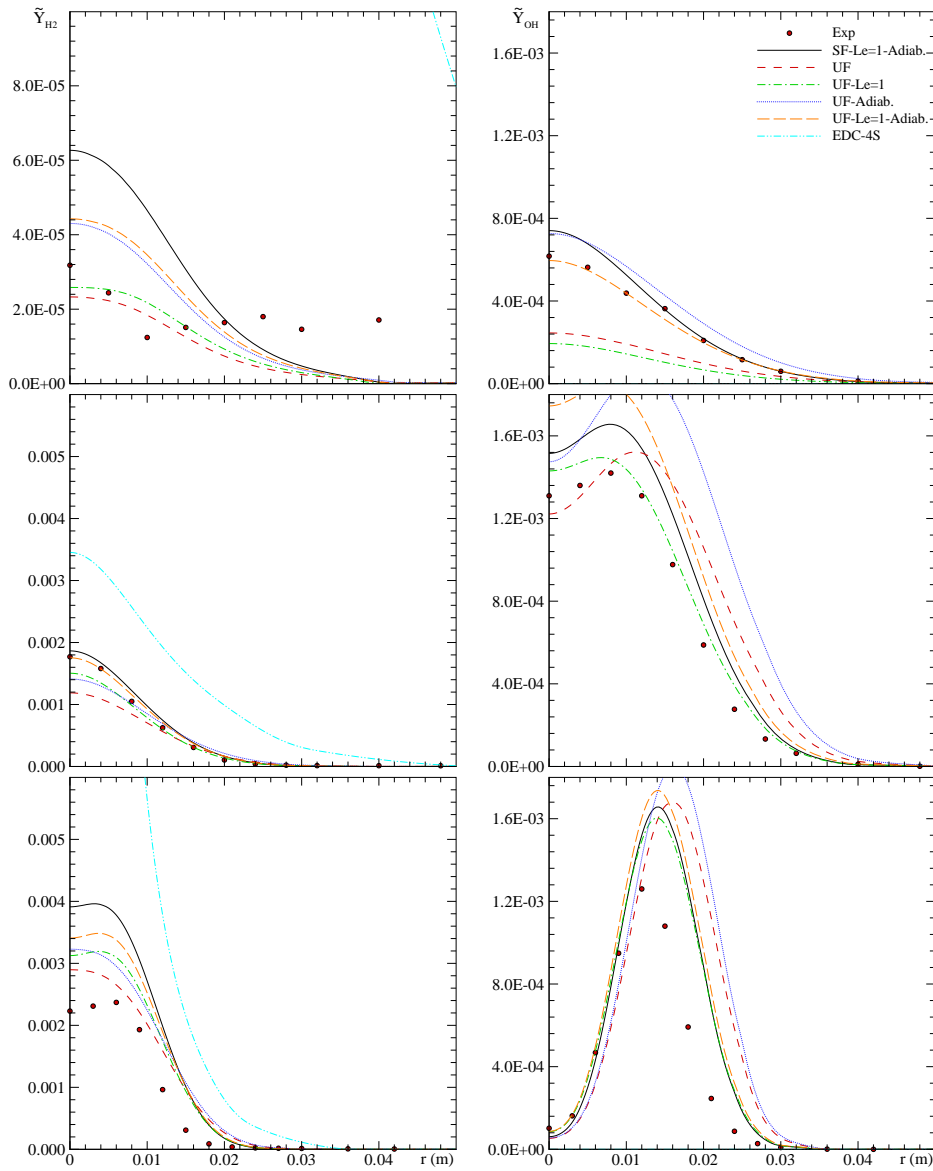 Ỹ_H2
8.0E-05
6.0E-05
4.0E-05
2.0E-05
0.0E+00
Ỹ_OH
1.6E-03
1.2E-03
8.0E-04
4.0E-04
0.0E+00
Exp
SF-Le=1-Adiab.
UF
UF-Le=1
UF-Adiab.
UF-Le=1-Adiab.
EDC-4S
0.005
0.004
0.003
0.002
0.001
0.000
1.6E-03
1.2E-03
8.0E-04
4.0E-04
0.0E+00
0.005
0.004
0.003
0.002
0.001
0.000
0 0.01 0.02 0.03 0.04 r (m)
1.6E-03
1.2E-03
8.0E-04
4.0E-04
0.0E+00
0 0.01 0.02 0.03 0.04 r (m)